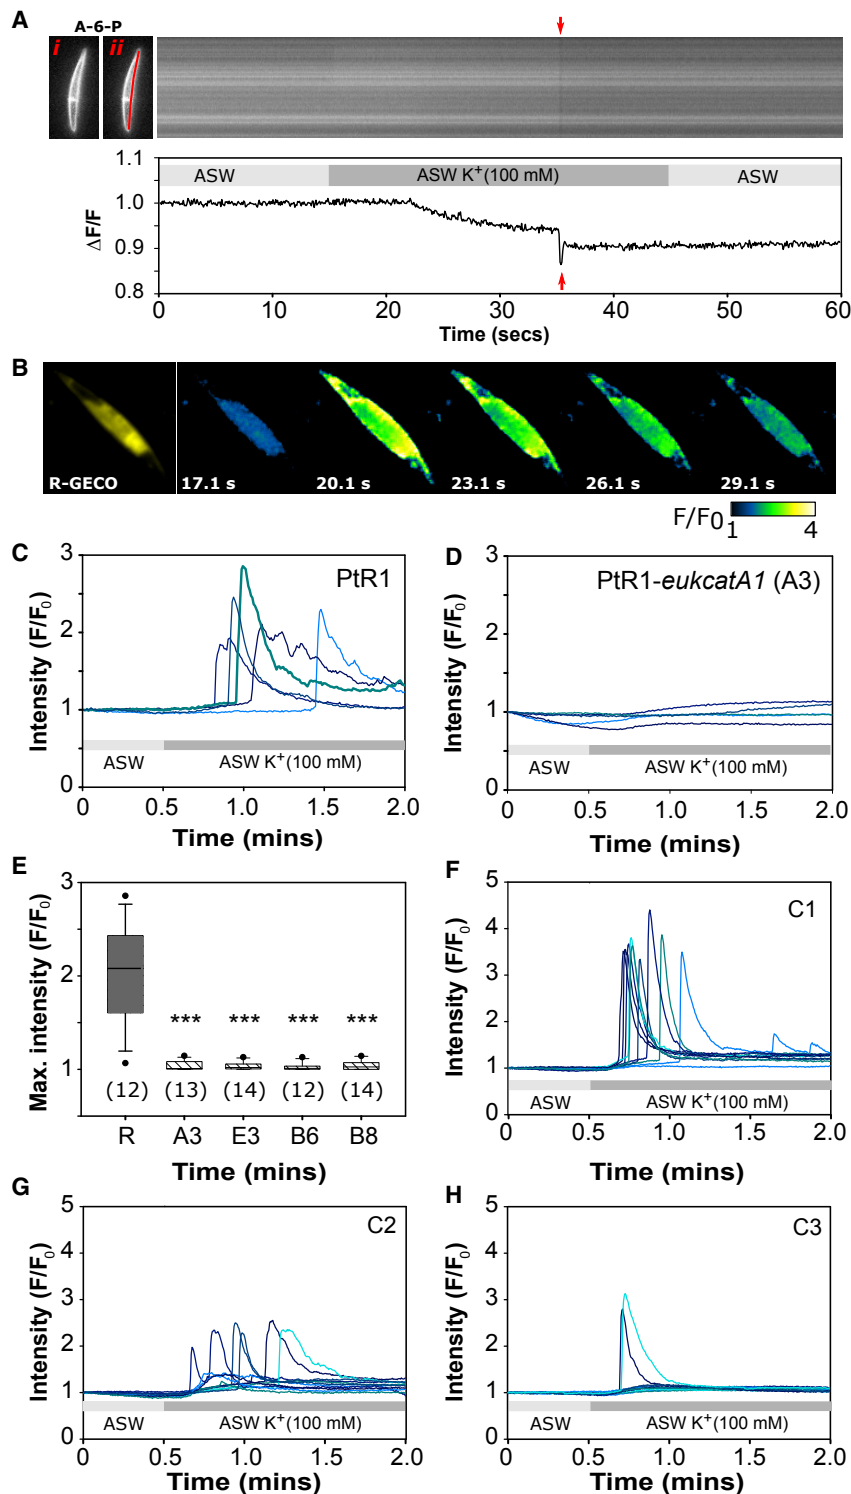 A
A-6-P
i
ii
1.1
1.0
0.9
0.8
ΔF/F
ASW
ASW K+(100 mM)
ASW
0
10
20
30
40
50
60
Time (secs)
B
R-GECO
17.1 s
20.1 s
23.1 s
26.1 s
29.1 s
F/F0
1
4
C
PtR1
Intensity (F/F0)
3
2
1
0
ASW
ASW K+(100 mM)
0
0.5
1.0
1.5
2.0
Time (mins)
D
PtR1-eukcatA1 (A3)
Intensity (F/F0)
3
2
1
0
ASW
ASW K+(100 mM)
0
0.5
1.0
1.5
2.0
Time (mins)
E
Max. intensity (F/F0)
3
2
1
***
***
***
***
(12)
(13)
(14)
(12)
(14)
R
A3
E3
B6
B8
Time (mins)
F
C1
Intensity (F/F0)
5
4
3
2
1
0
ASW
ASW K+(100 mM)
0
0.5
1.0
1.5
2.0
Time (mins)
G
C2
Intensity (F/F0)
5
4
3
2
1
0
ASW
ASW K+(100 mM)
0
0.5
1.0
1.5
2.0
Time (mins)
H
C3
Intensity (F/F0)
5
4
3
2
1
0
ASW
ASW K+(100 mM)
0
0.5
1.0
1.5
2.0
Time (mins)